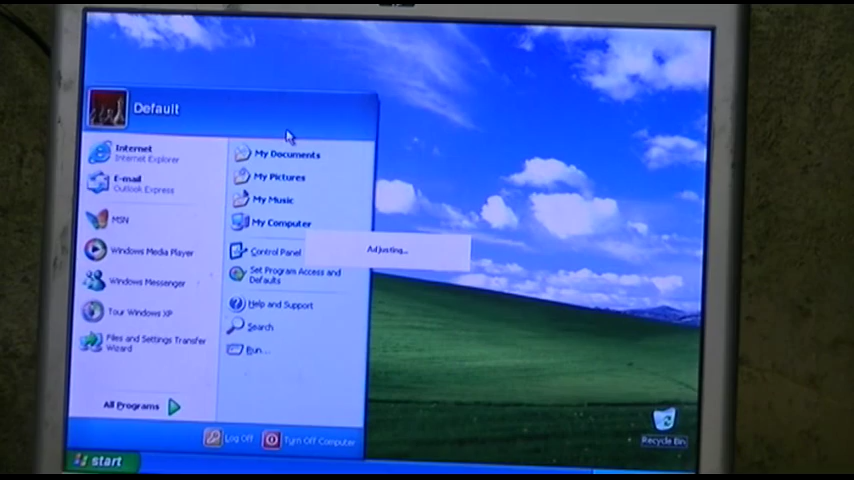 Default
Internet
Internet Explorer
E-mail
Outlook Express
MSN
Windows Media Player
Windows Messenger
Tour Windows XP
Files and Settings Transfer
Wizard
All Programs
My Documents
My Pictures
My Music
My Computer
Control Panel
Set Program Access and
Defaults
Help and Support
Search
Run...
Log Off
Turn Off Computer
Adjusting...
Recycle Bin
start